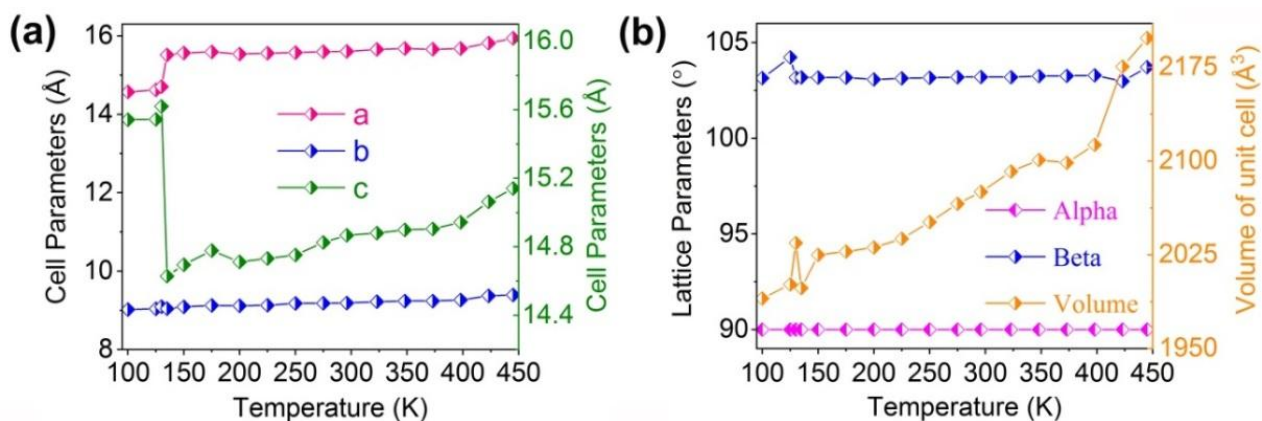 (a)
Cell Parameters (Å)
16
14
12
10
8
a
b
c
16.0
15.6
15.2
14.8
14.4
Cell Parameters (Å)
100 150 200 250 300 350 400 450
Temperature (K)
(b)
Lattice Parameters (°)
105
100
95
90
Alpha
Beta
Volume
2175
2100
2025
1950
Volume of unit cell (Å³)
100 150 200 250 300 350 400 450
Temperature (K)